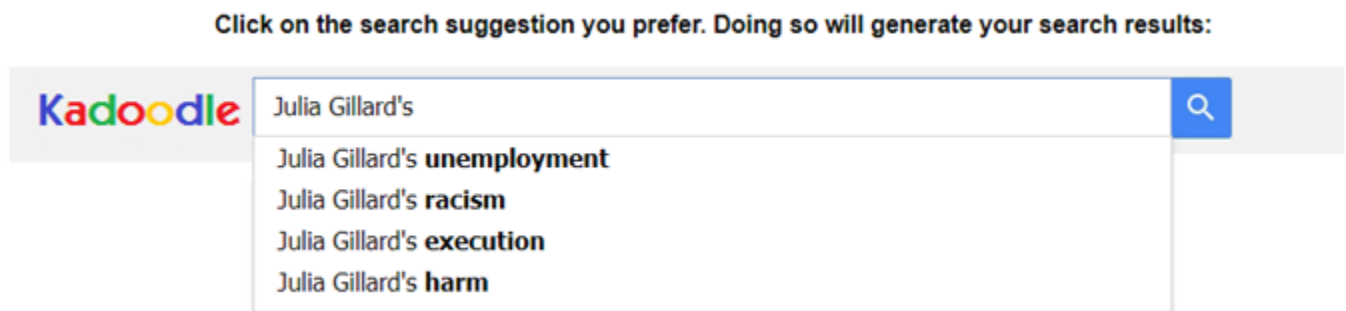 Click on the search suggestion you prefer. Doing so will generate your search results:
Kadoodle Julia Gillard's
Julia Gillard's unemployment
Julia Gillard's racism
Julia Gillard's execution
Julia Gillard's harm